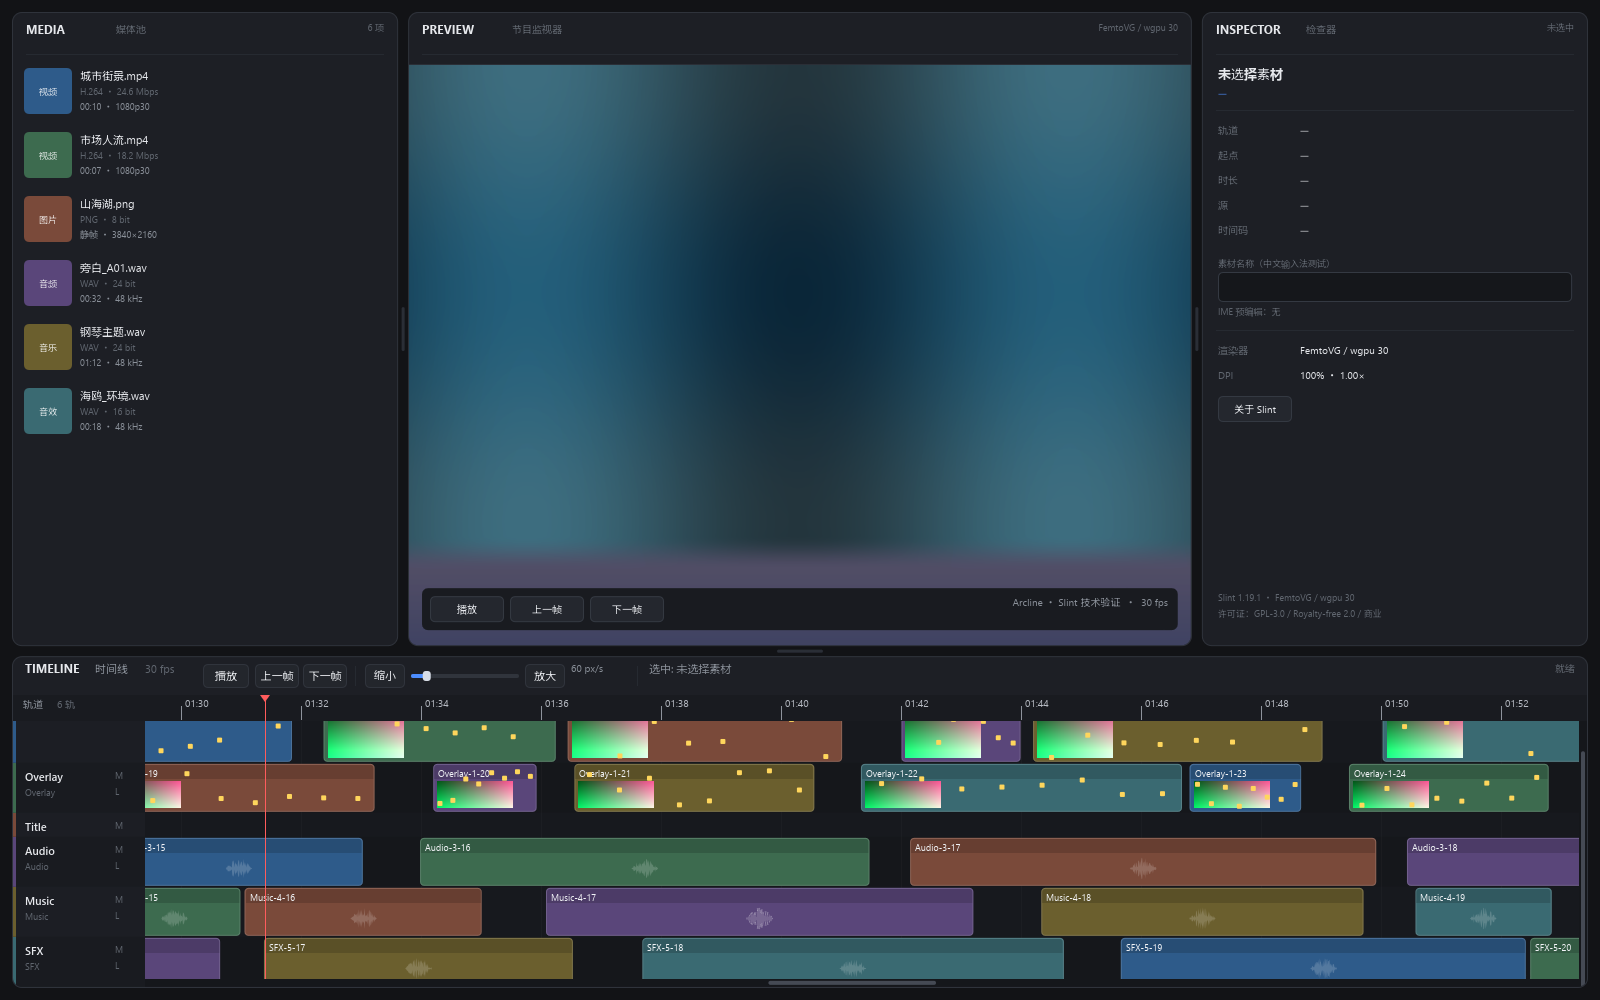 MEDIA 媒体池 6 项
视频 城市街景.mp4
H.264 • 24.6 Mbps
00:10 • 1080p30
视频 市场人流.mp4
H.264 • 18.2 Mbps
00:07 • 1080p30
图片 山海湖.png
PNG • 8 bit
静帧 • 3840×2160
音频 旁白_A01.wav
WAV • 24 bit
00:32 • 48 kHz
音乐 钢琴主题.wav
WAV • 24 bit
01:12 • 48 kHz
音效 海鸥_环境.wav
WAV • 16 bit
00:18 • 48 kHz
PREVIEW 节目监视器 FemtoVG / wgpu 30
播放 上一帧 下一帧 Arcline • Slint 技术验证 • 30 fps
INSPECTOR 检查器 未选中
未选择素材
—
轨道 —
起点 —
时长 —
源 —
时间码 —
素材名称（中文输入法测试）
IME 预编辑：无
渲染器 FemtoVG / wgpu 30
DPI 100% • 1.00×
关于 Slint
Slint 1.19.1 • FemtoVG / wgpu 30
许可证：GPL-3.0 / Royalty-free 2.0 / 商业
TIMELINE 时间线 30 fps 播放 上一帧 下一帧 缩小 放大 60 px/s 选中: 未选择素材 就绪
轨道 6 轨 01:30 01:32 01:34 01:36 01:38 01:40 01:42 01:44 01:46 01:48 01:50 01:52
Overlay M -19 Overlay-1-20 Overlay-1-21 Overlay-1-22 Overlay-1-23 Overlay-1-24
Overlay L
Title M
Audio M -3-15 Audio-3-16 Audio-3-17 Audio-3-18
Audio L
Music M -15 Music-4-16 Music-4-17 Music-4-18 Music-4-19
Music L
SFX M SFX-5-17 SFX-5-18 SFX-5-19 SFX-5-20
SFX L